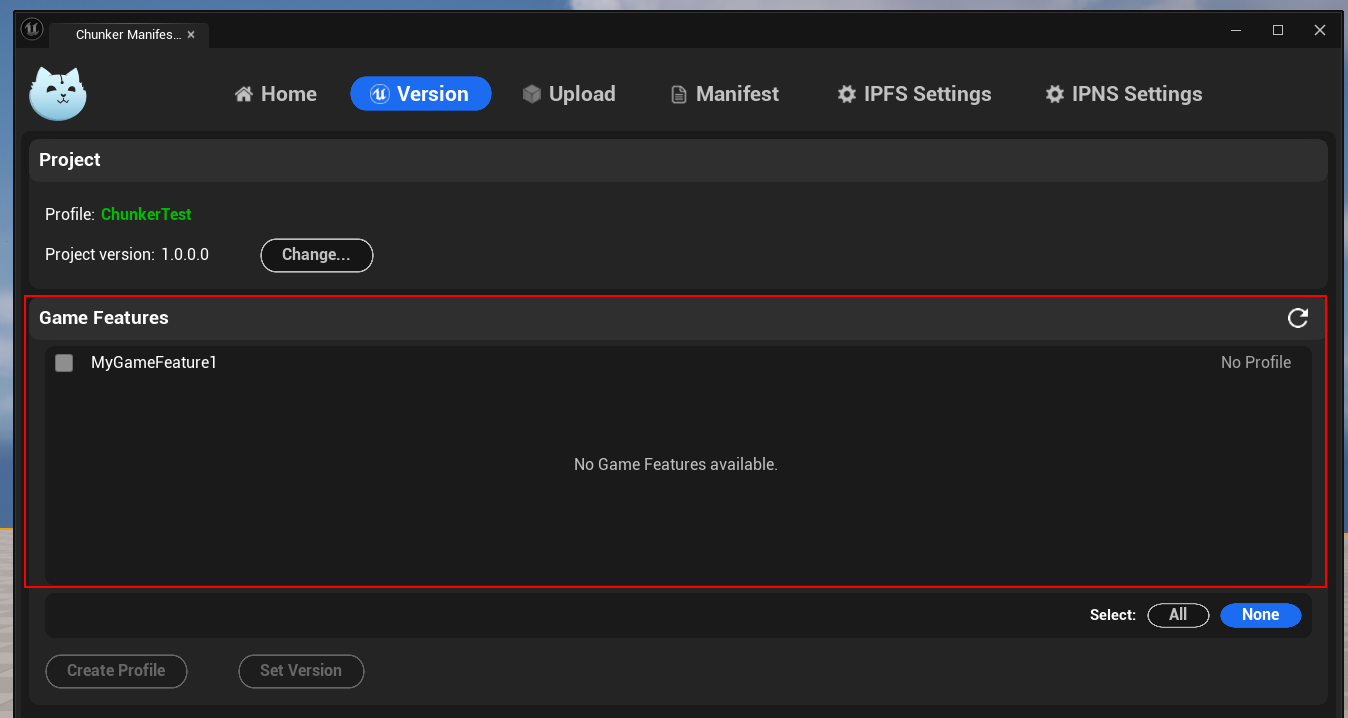 Chunker Manifes... ×
Home Version Upload Manifest IPFS Settings IPNS Settings
Project
Profile: ChunkerTest
Project version: 1.0.0.0 Change...
Game Features
MyGameFeature1 No Profile
No Game Features available.
Select: All None
Create Profile Set Version